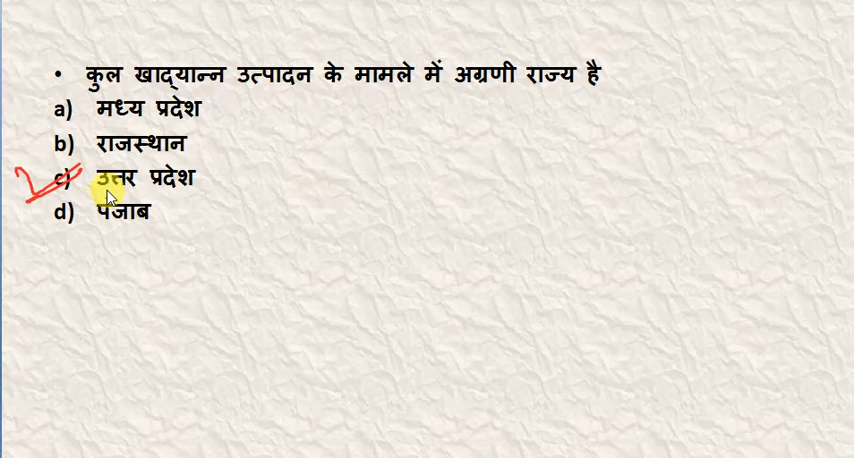 • कुल खाद्यान्न उत्पादन के मामले में अग्रणी राज्य है
a) मध्य प्रदेश
b) राजस्थान
c) उत्तर प्रदेश
d) पंजाब